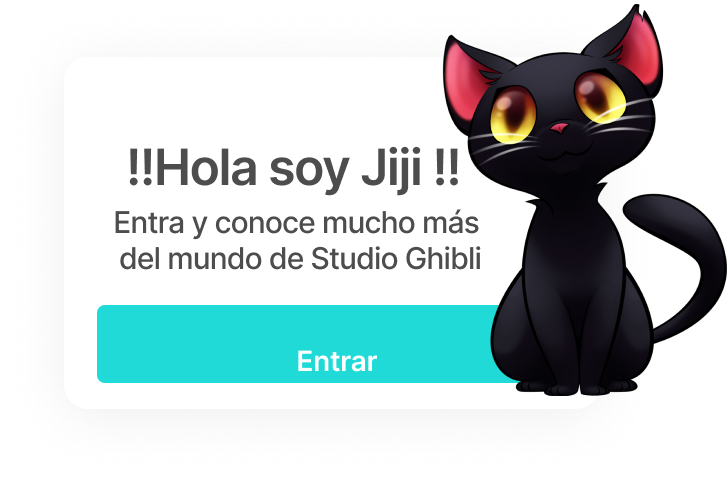 !!Hola soy Jiji !!
Entra y conoce mucho más
del mundo de Studio Ghibli
Entrar